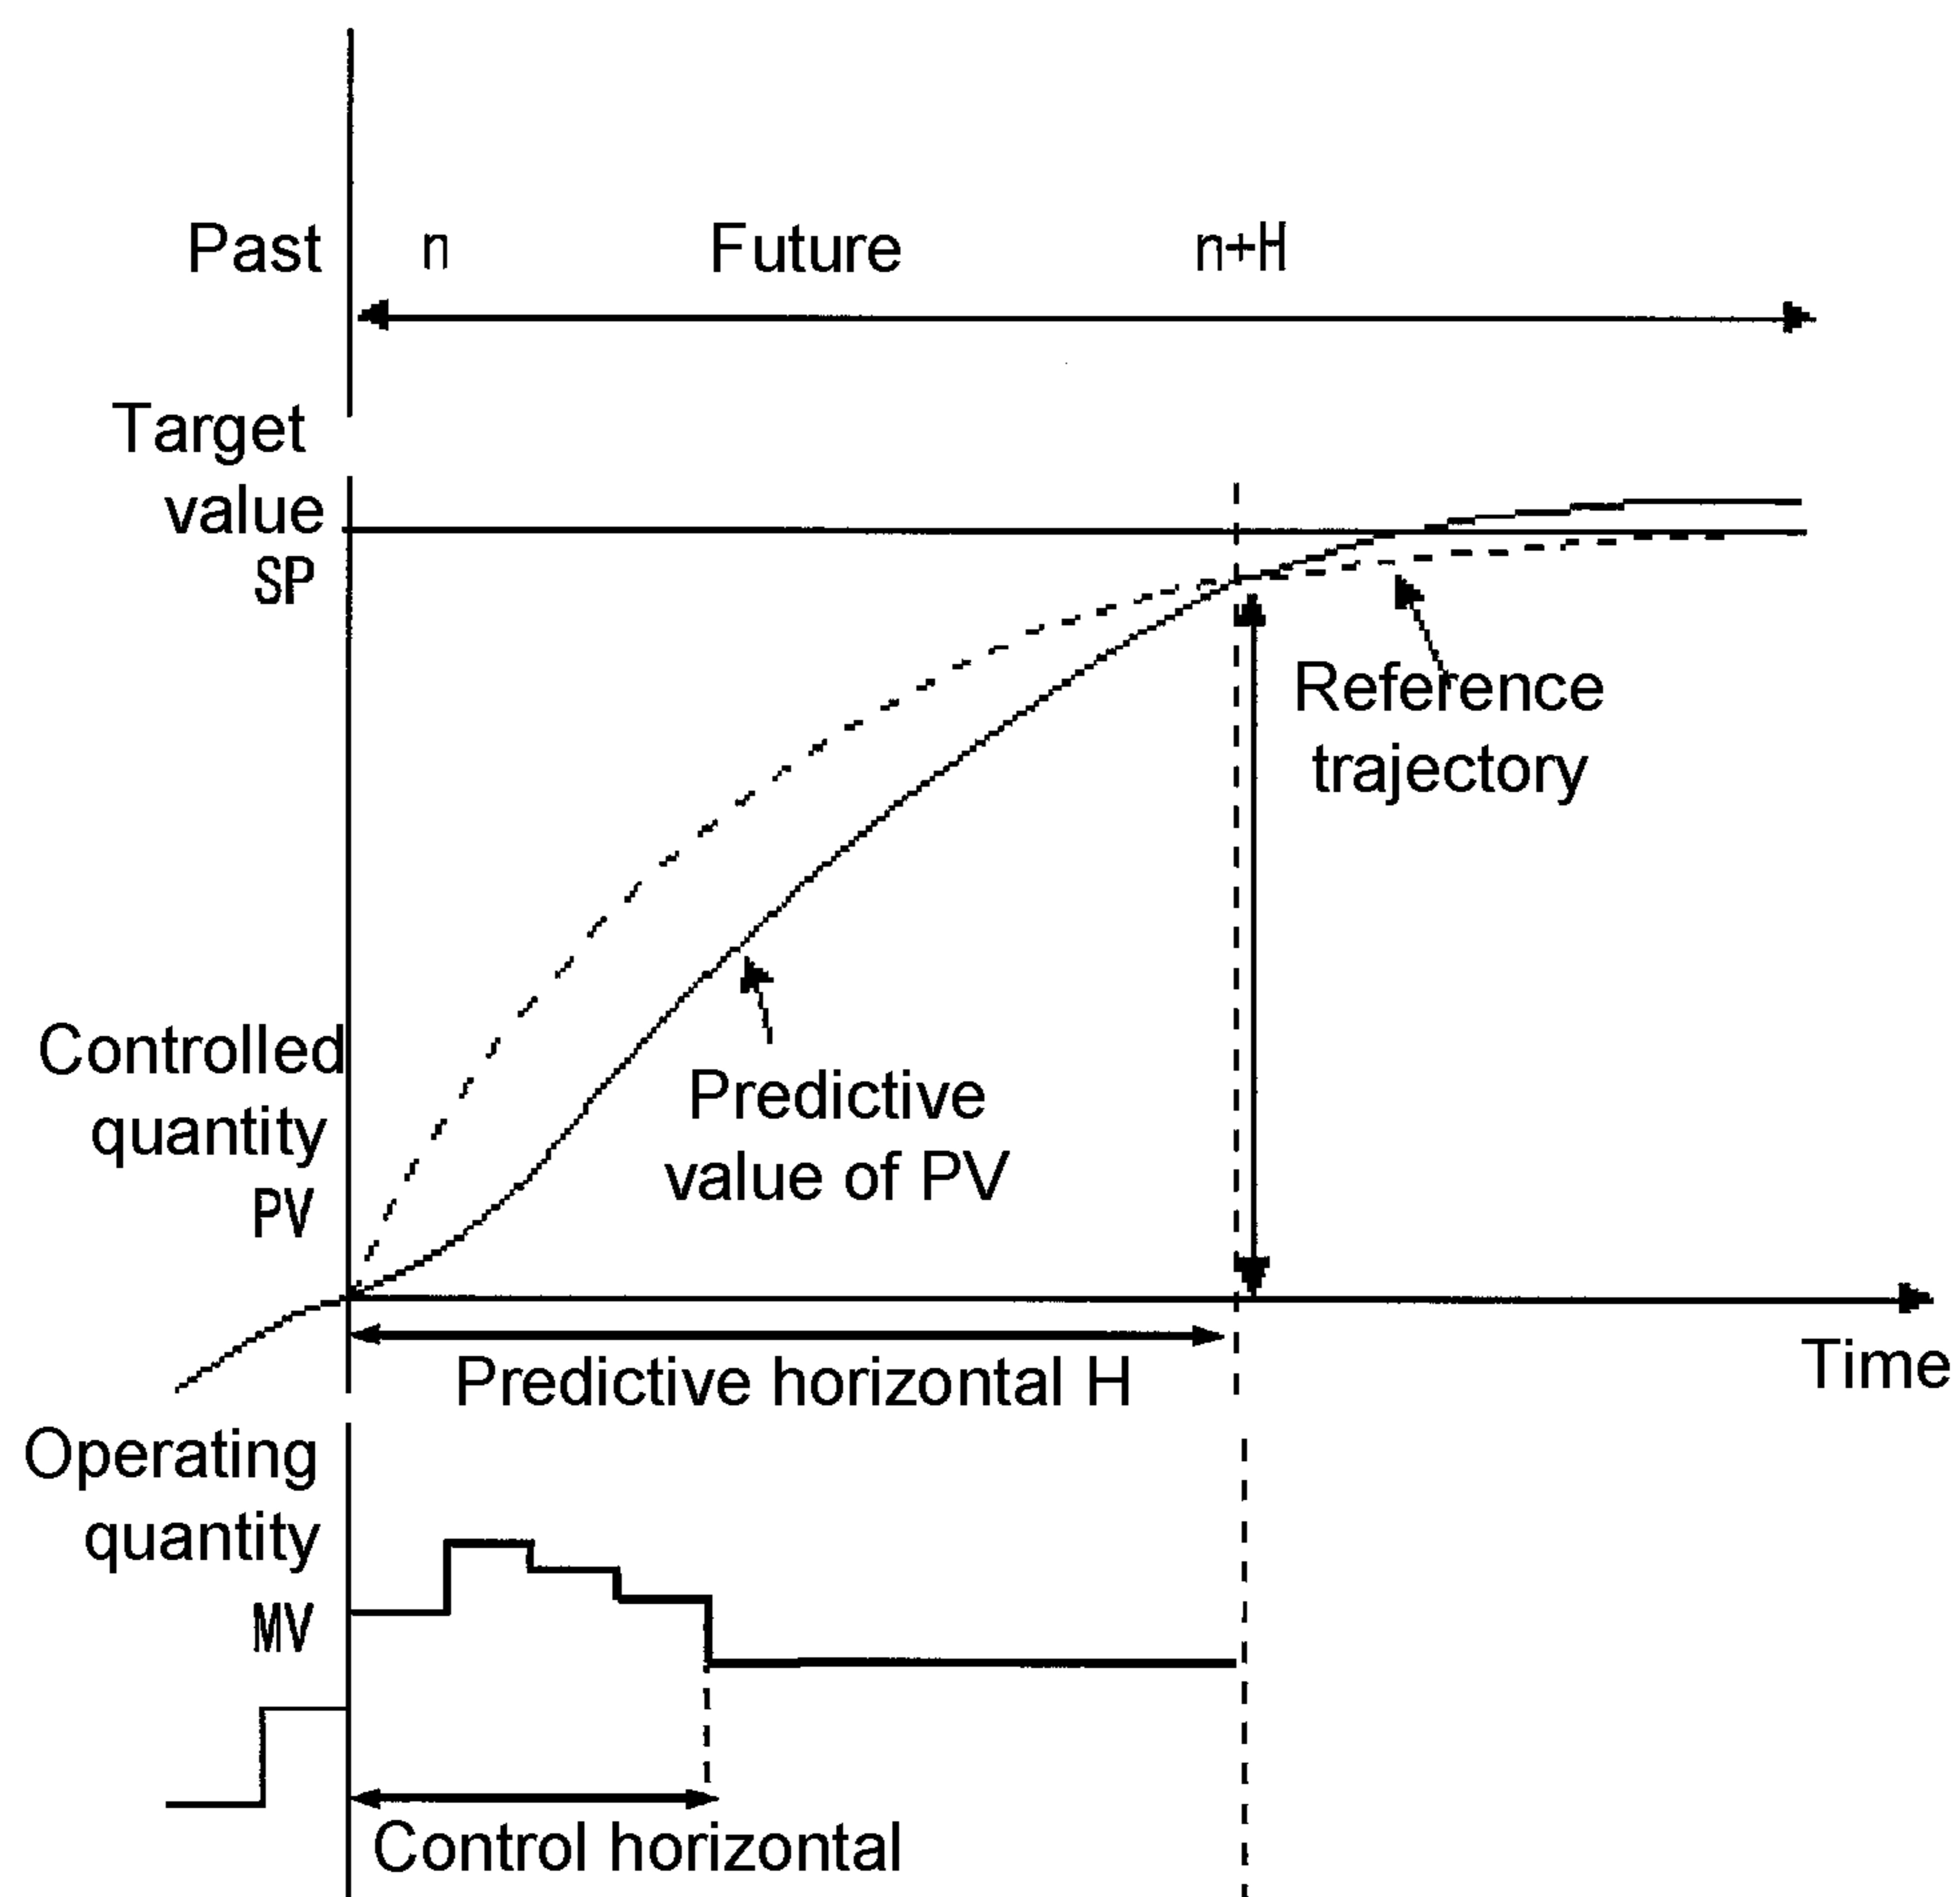 Past n Future n+H
Target
value
SP
Reference
trajectory
Controlled
quantity
PV
Predictive
value of PV
Time
Predictive horizontal H
Operating
quantity
MV
Control horizontal